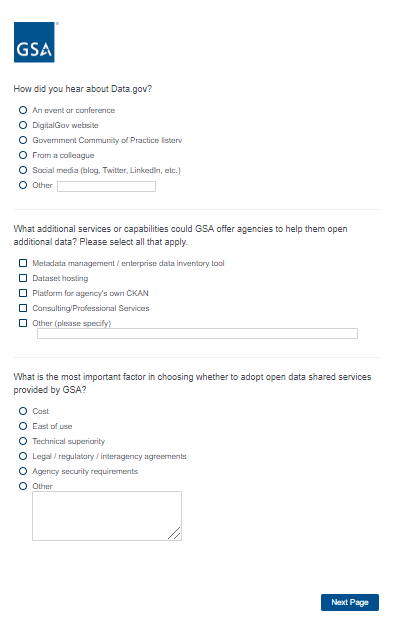 GSA
How did you hear about Data.gov?
An event or conference
DigitalGov website
Government Community of Practice listerv
From a colleague
Social media (blog, Twitter, LinkedIn, etc.)
Other
What additional services or capabilities could GSA offer agencies to help them open
additional data? Please select all that apply.
Metadata management / enterprise data inventory tool
Dataset hosting
Platform for agency's own CKAN
Consulting/Professional Services
Other (please specify)
What is the most important factor in choosing whether to adopt open data shared services
provided by GSA?
Cost
East of use
Technical superiority
Legal / regulatory / interagency agreements
Agency security requirements
Other
Next Page